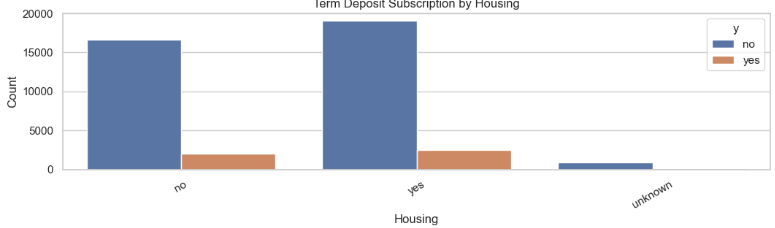 Term Deposit Subscription by Housing
20000
15000
10000
5000
0
Count
y
no
yes
no
yes
unknown
Housing